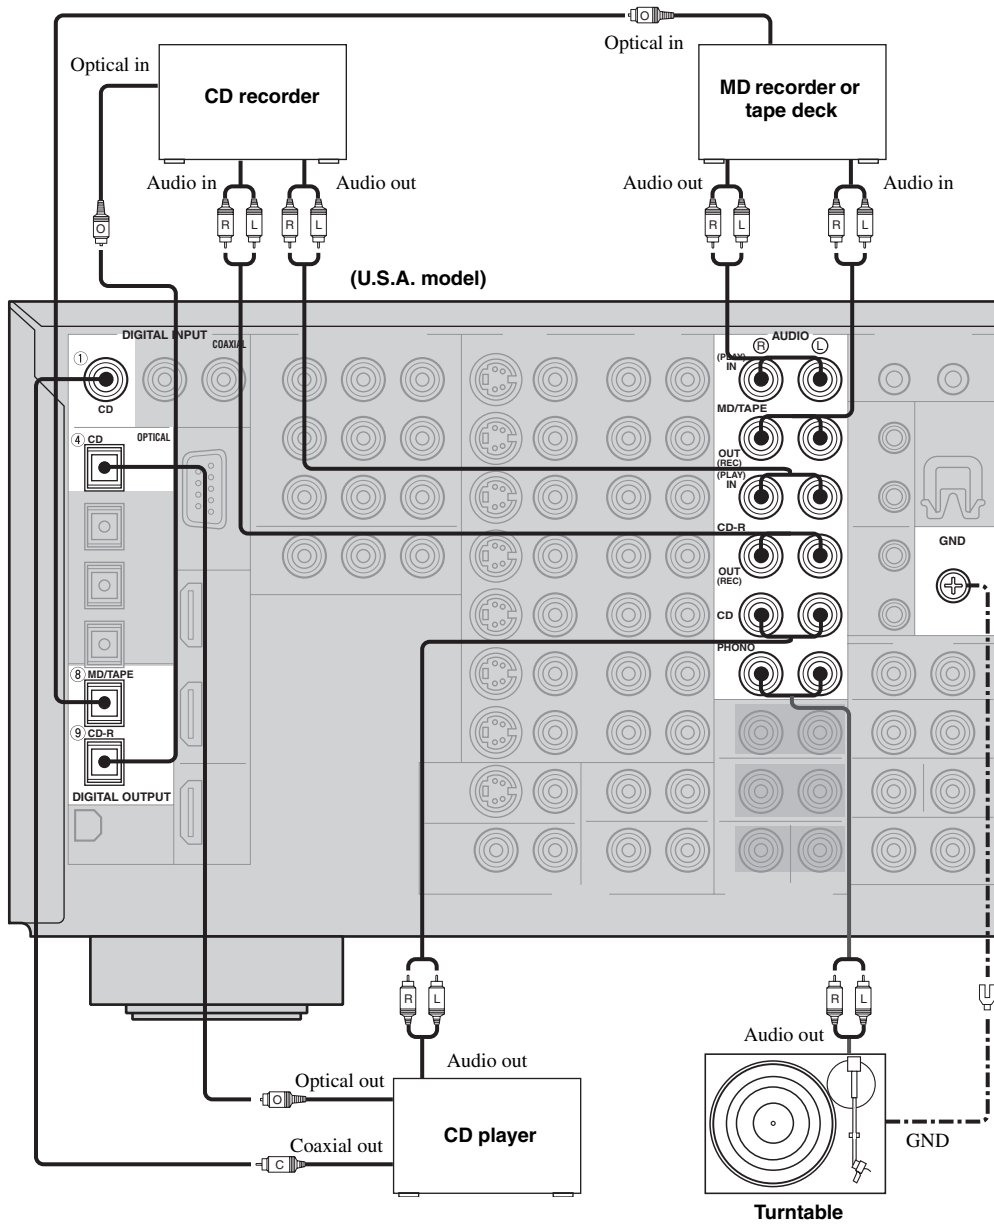 Optical in
Optical in
CD recorder
MD recorder or
tape deck
Audio in
Audio out
Audio out
Audio in
O
O
R L
R L
R L
R L
(U.S.A. model)
DIGITAL INPUT
COAXIAL
① CD
④ CD
OPTICAL
⑧ MD/TAPE
⑨ CD-R
DIGITAL OUTPUT
AUDIO
Ⓡ Ⓛ
(PLAY)
IN
MD/TAPE
OUT
(REC)
(PLAY)
IN
CD-R
OUT
(REC)
CD
PHONO
GND
R L
R L
Audio out
Audio out
Optical out
O
Coaxial out
C
CD player
GND
Turntable